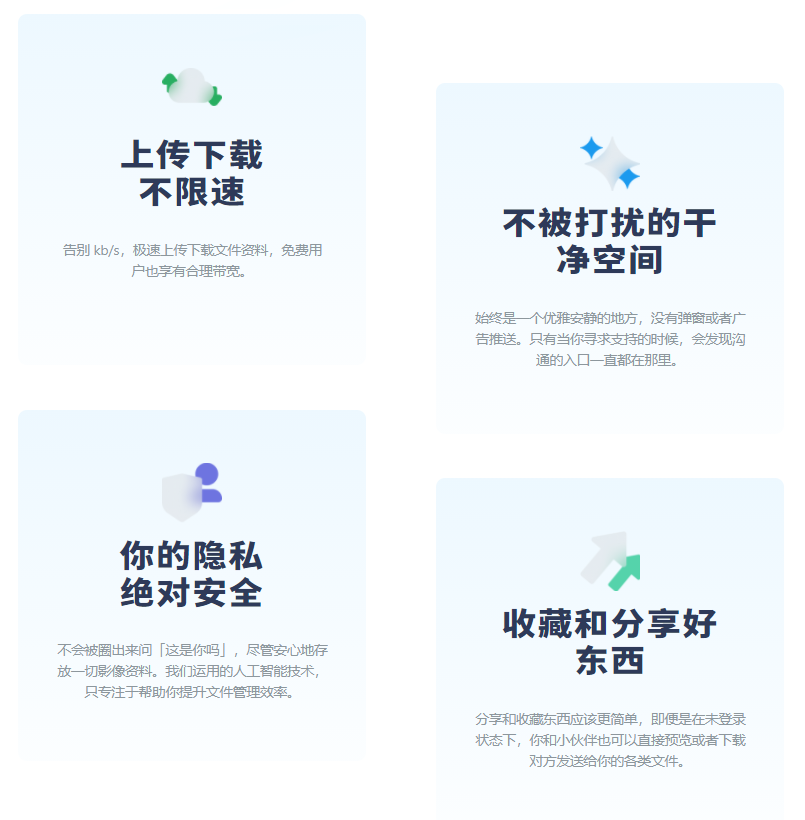 上传下载
不限速
告别 kb/s，极速上传下载文件资料，免费用
户也享有合理带宽。
不被打扰的干
净空间
始终是一个优雅安静的地方，没有弹窗或者广
告推送。只有当你寻求支持的时候，会发现沟
通的入口一直都在那里。
你的隐私
绝对安全
不会被圈出来问「这是你吗」，尽管安心地存
放一切影像资料。我们运用的人工智能技术，
只专注于帮助你提升文件管理效率。
收藏和分享好
东西
分享和收藏东西应该更简单，即便是在未登录
状态下，你和小伙伴也可以直接预览或者下载
对方发送给你的各类文件。